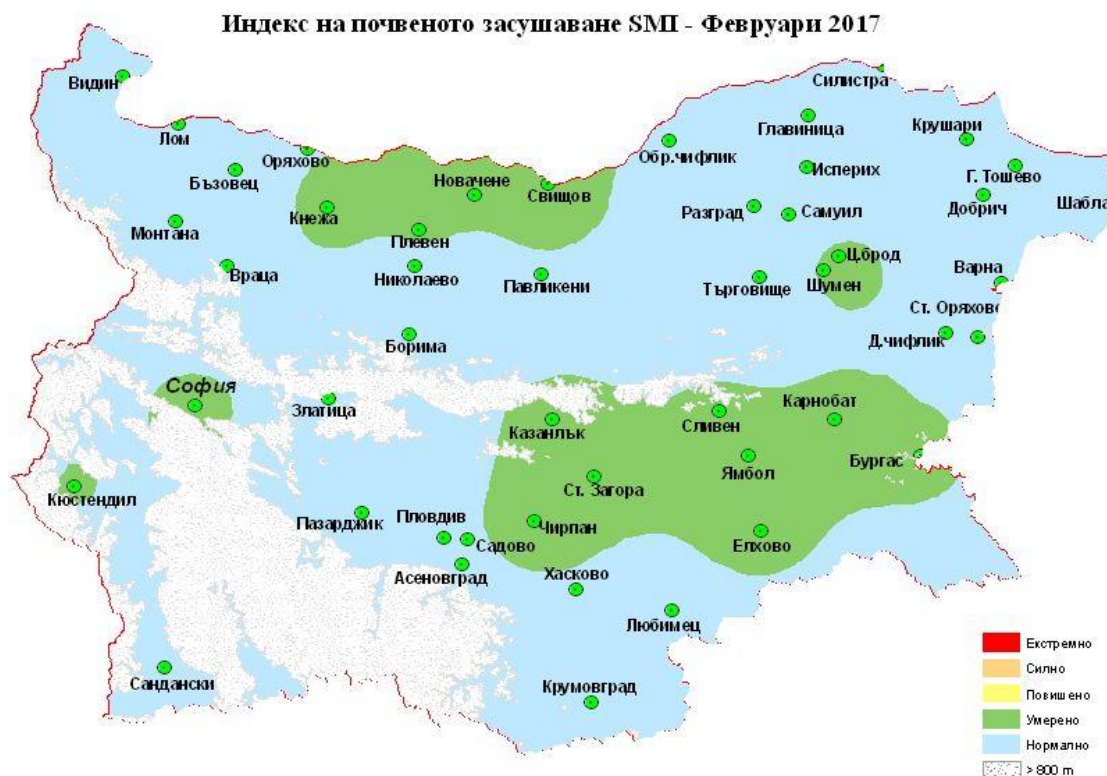 Индекс на почвеното засушаване SMI - Февруари 2017
Видин
Силистра
Лом
Главиница
Крушари
Оряхово
Обр.чифлик
Бъзовец
Исперих
Г. Тошево
Новачене
Свищов
Кнежа
Разград
Самуил
Добрич
Шабла
Монтана
Плевен
Ц.брод
Враца
Николаево
Павликени
Търговище
Шумен
Варна
Ст. Оряхово
Борима
Д.чифлик
София
Златица
Казанлък
Сливен
Карнобат
Кюстендил
Ст. Загора
Ямбол
Бургас
Пазарджик
Пловдив
Садово
Чирпан
Елхово
Асеновград
Хасково
Любимец
Сандански
Крумовград
Екстремно
Силно
Повишено
Умерено
Нормално
> 800 m